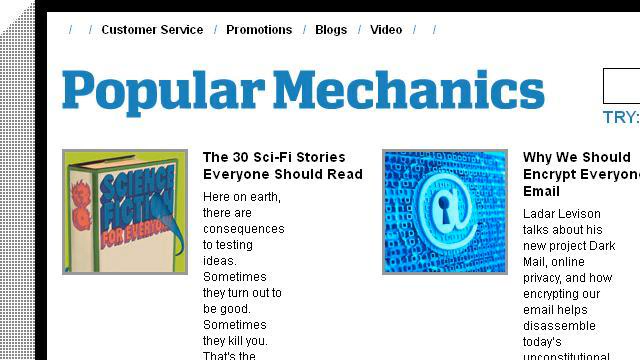 / / Customer Service / Promotions / Blogs / Video / /
Popular Mechanics
TRY:
SCIENCE
FICTION
FOR EVERYONE
The 30 Sci-Fi Stories
Everyone Should Read
Here on earth,
there are
consequences
to testing
ideas.
Sometimes
they turn out to
be good.
Sometimes
they kill you.
That's the
@
Why We Should
Encrypt Everyone
Email
Ladar Levison
talks about his
new project Dark
Mail, online
privacy, and how
encrypting our
email helps
disassemble
today's
unconstitutional